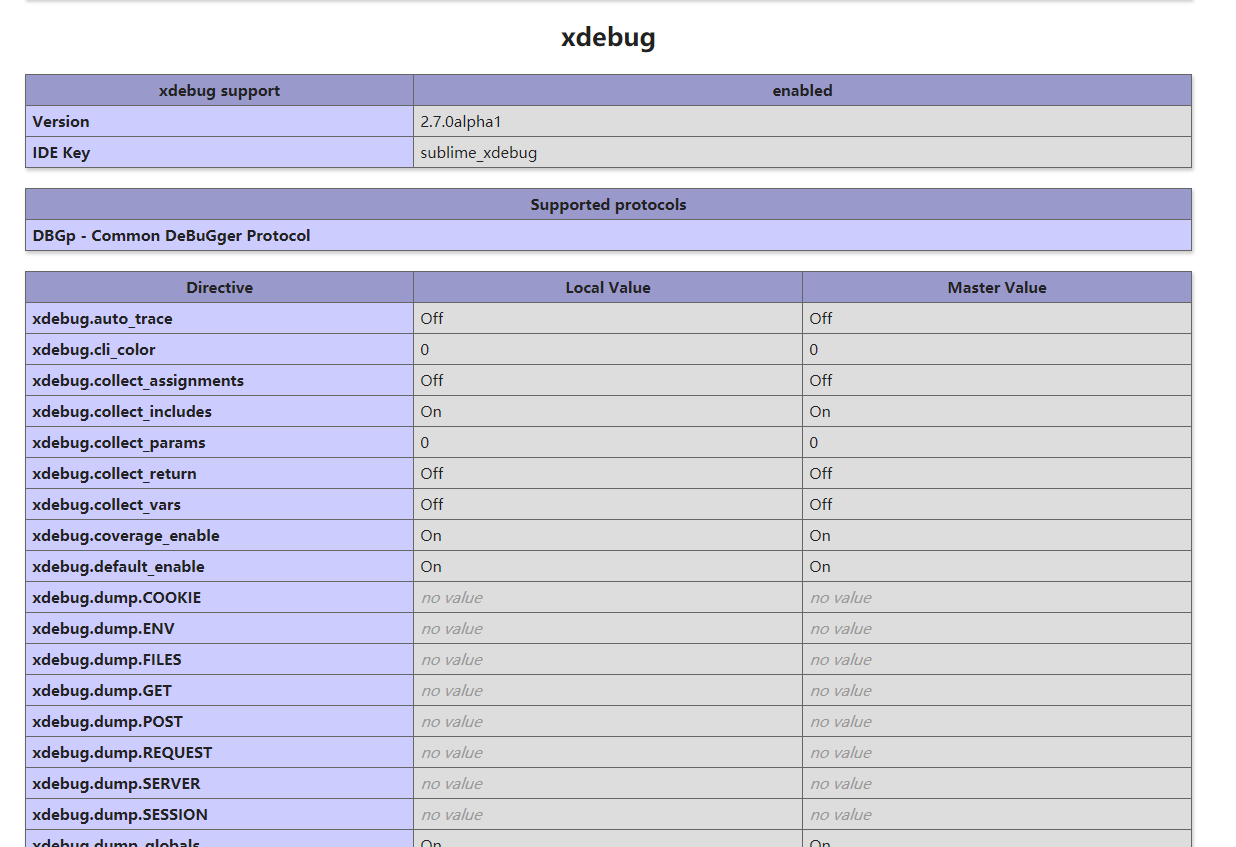 xdebug
xdebug support enabled
Version 2.7.0alpha1
IDE Key sublime_xdebug
Supported protocols
DBGp - Common DeBuGger Protocol
Directive Local Value Master Value
xdebug.auto_trace Off Off
xdebug.cli_color 0 0
xdebug.collect_assignments Off Off
xdebug.collect_includes On On
xdebug.collect_params 0 0
xdebug.collect_return Off Off
xdebug.collect_vars Off Off
xdebug.coverage_enable On On
xdebug.default_enable On On
xdebug.dump.COOKIE no value no value
xdebug.dump.ENV no value no value
xdebug.dump.FILES no value no value
xdebug.dump.GET no value no value
xdebug.dump.POST no value no value
xdebug.dump.REQUEST no value no value
xdebug.dump.SERVER no value no value
xdebug.dump.SESSION no value no value
xdebug.dump_globals On On